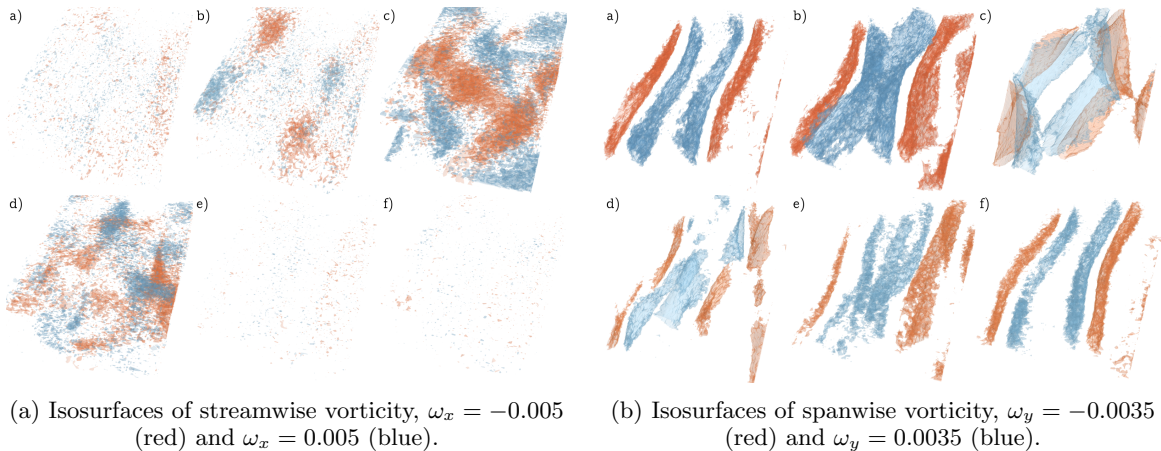 a) b) c) a) b) c)
d) e) f) d) e) f)
(a) Isosurfaces of streamwise vorticity, ωx = −0.005
(red) and ωx = 0.005 (blue).
(b) Isosurfaces of spanwise vorticity, ωy = −0.0035
(red) and ωy = 0.0035 (blue).